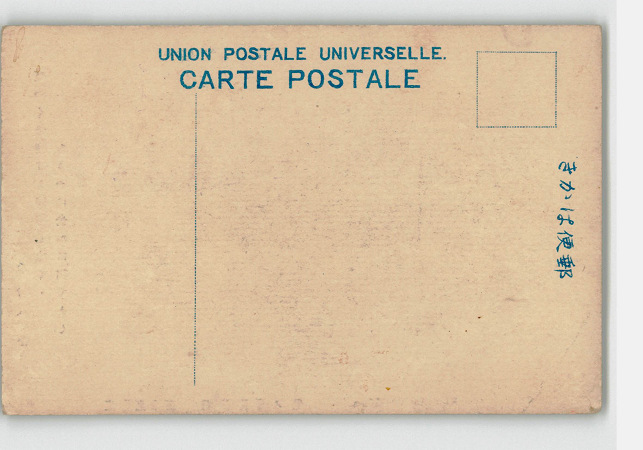 UNION POSTALE UNIVERSELLE.
CARTE POSTALE
きかは便郵